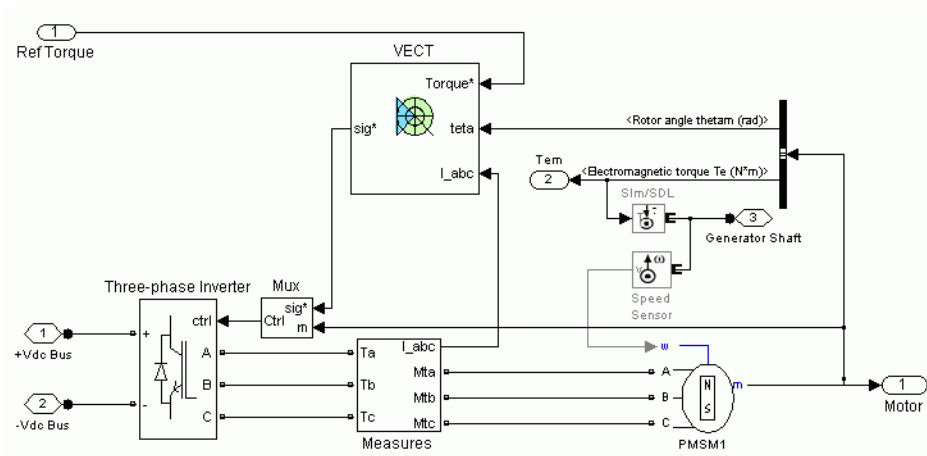 1
Ref Torque
VECT
Torque*
sig*
teta
I_abc
<Rotor angle thetam (rad)>
Tem
2
<Electromagnetic torque Te (N*m)>
Slm/SDL
3
Generator Shaft
ω
v
Speed
Sensor
Three-phase Inverter
Mux
sig*
Ctrl
m
ctrl
1
+Vdc Bus
+
A
B
2
-Vdc Bus
-
C
I_abc
Ta
Mta
Tb
Mtb
Tc
Mtc
Measures
w
A
B
C
N
S
m
PMSM1
1
Motor